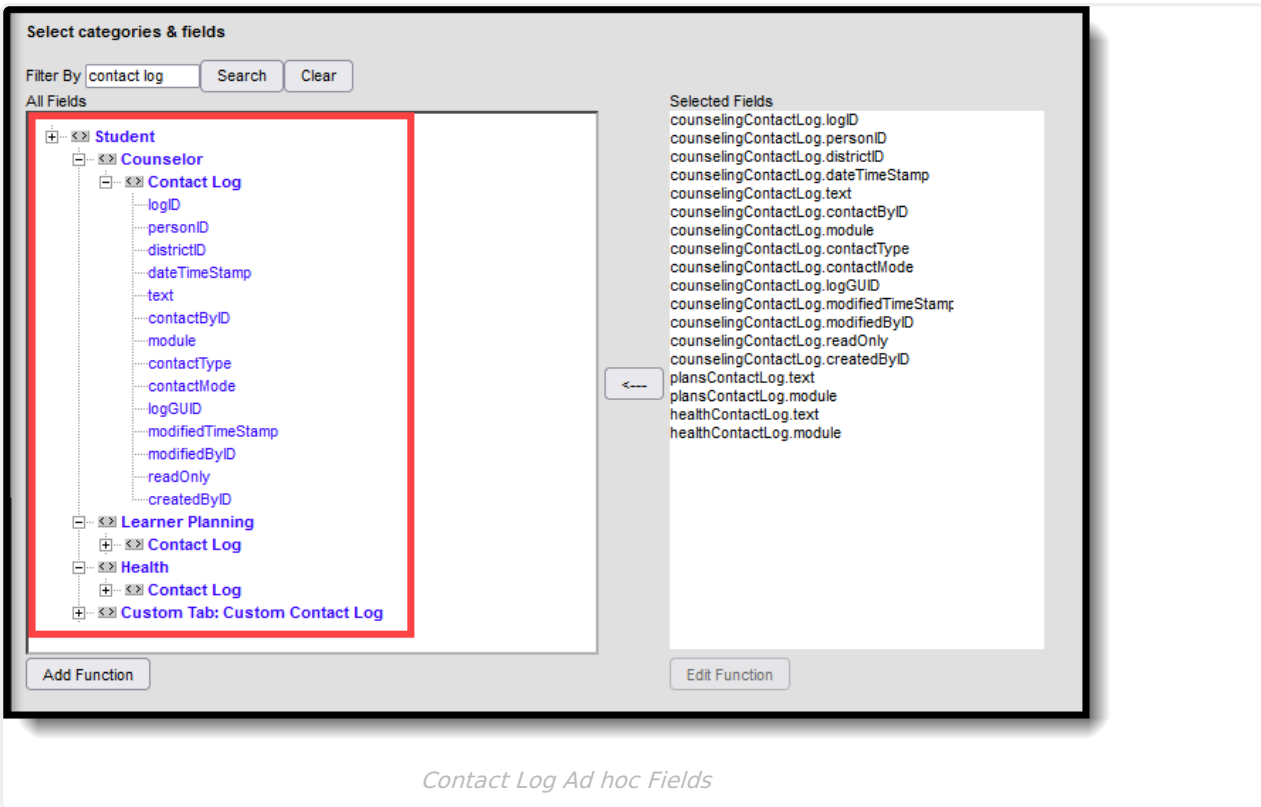 Select categories & fields
Filter By contact log Search Clear
All Fields
Student
Counselor
Contact Log
logID
personID
districtID
dateTimeStamp
text
contactByID
module
contactType
contactMode
logGUID
modifiedTimeStamp
modifiedByID
readOnly
createdByID
Learner Planning
Contact Log
Health
Contact Log
Custom Tab: Custom Contact Log
Add Function
<---
Selected Fields
counselingContactLog.logID
counselingContactLog.personID
counselingContactLog.districtID
counselingContactLog.dateTimeStamp
counselingContactLog.text
counselingContactLog.contactByID
counselingContactLog.module
counselingContactLog.contactType
counselingContactLog.contactMode
counselingContactLog.logGUID
counselingContactLog.modifiedTimeStamp
counselingContactLog.modifiedByID
counselingContactLog.readOnly
counselingContactLog.createdByID
plansContactLog.text
plansContactLog.module
healthContactLog.text
healthContactLog.module
Edit Function
Contact Log Ad hoc Fields